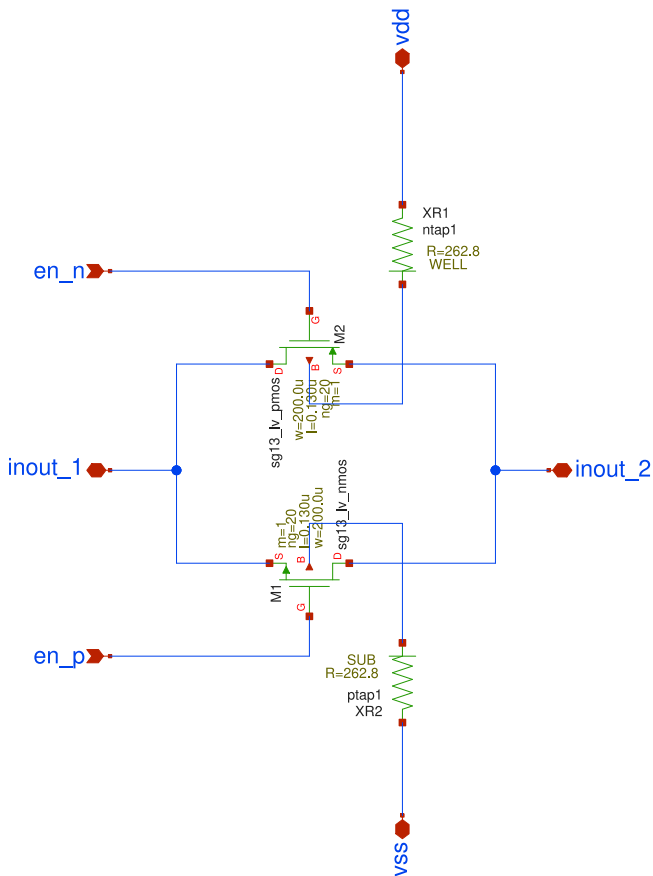 vdd
XR1
ntap1
R=262.8
WELL
en_n
G
M2
D
B
S
sg13_lv_pmos
w=200.0u
l=0.130u
ng=20
m=1
inout_1
inout_2
m=1
ng=20
l=0.130u
w=200.0u
sg13_lv_nmos
S
B
D
M1
G
en_p
SUB
R=262.8
ptap1
XR2
vss